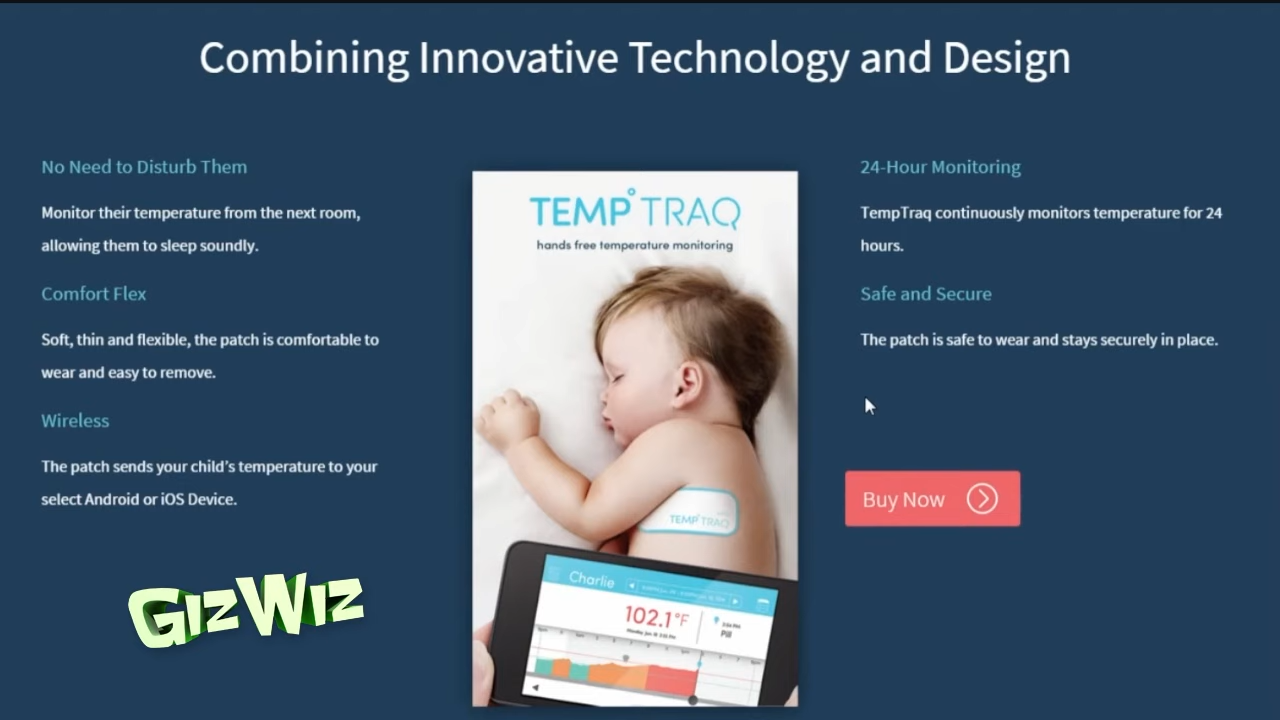 Combining Innovative Technology and Design
No Need to Disturb Them
Monitor their temperature from the next room,
allowing them to sleep soundly.
Comfort Flex
Soft, thin and flexible, the patch is comfortable to
wear and easy to remove.
Wireless
The patch sends your child’s temperature to your
select Android or iOS Device.
TEMP° TRAQ
hands free temperature monitoring
TEMP° TRAQ
Charlie
102.1°F
Pill
24-Hour Monitoring
TempTraq continuously monitors temperature for 24
hours.
Safe and Secure
The patch is safe to wear and stays securely in place.
Buy Now
GIZWIZ